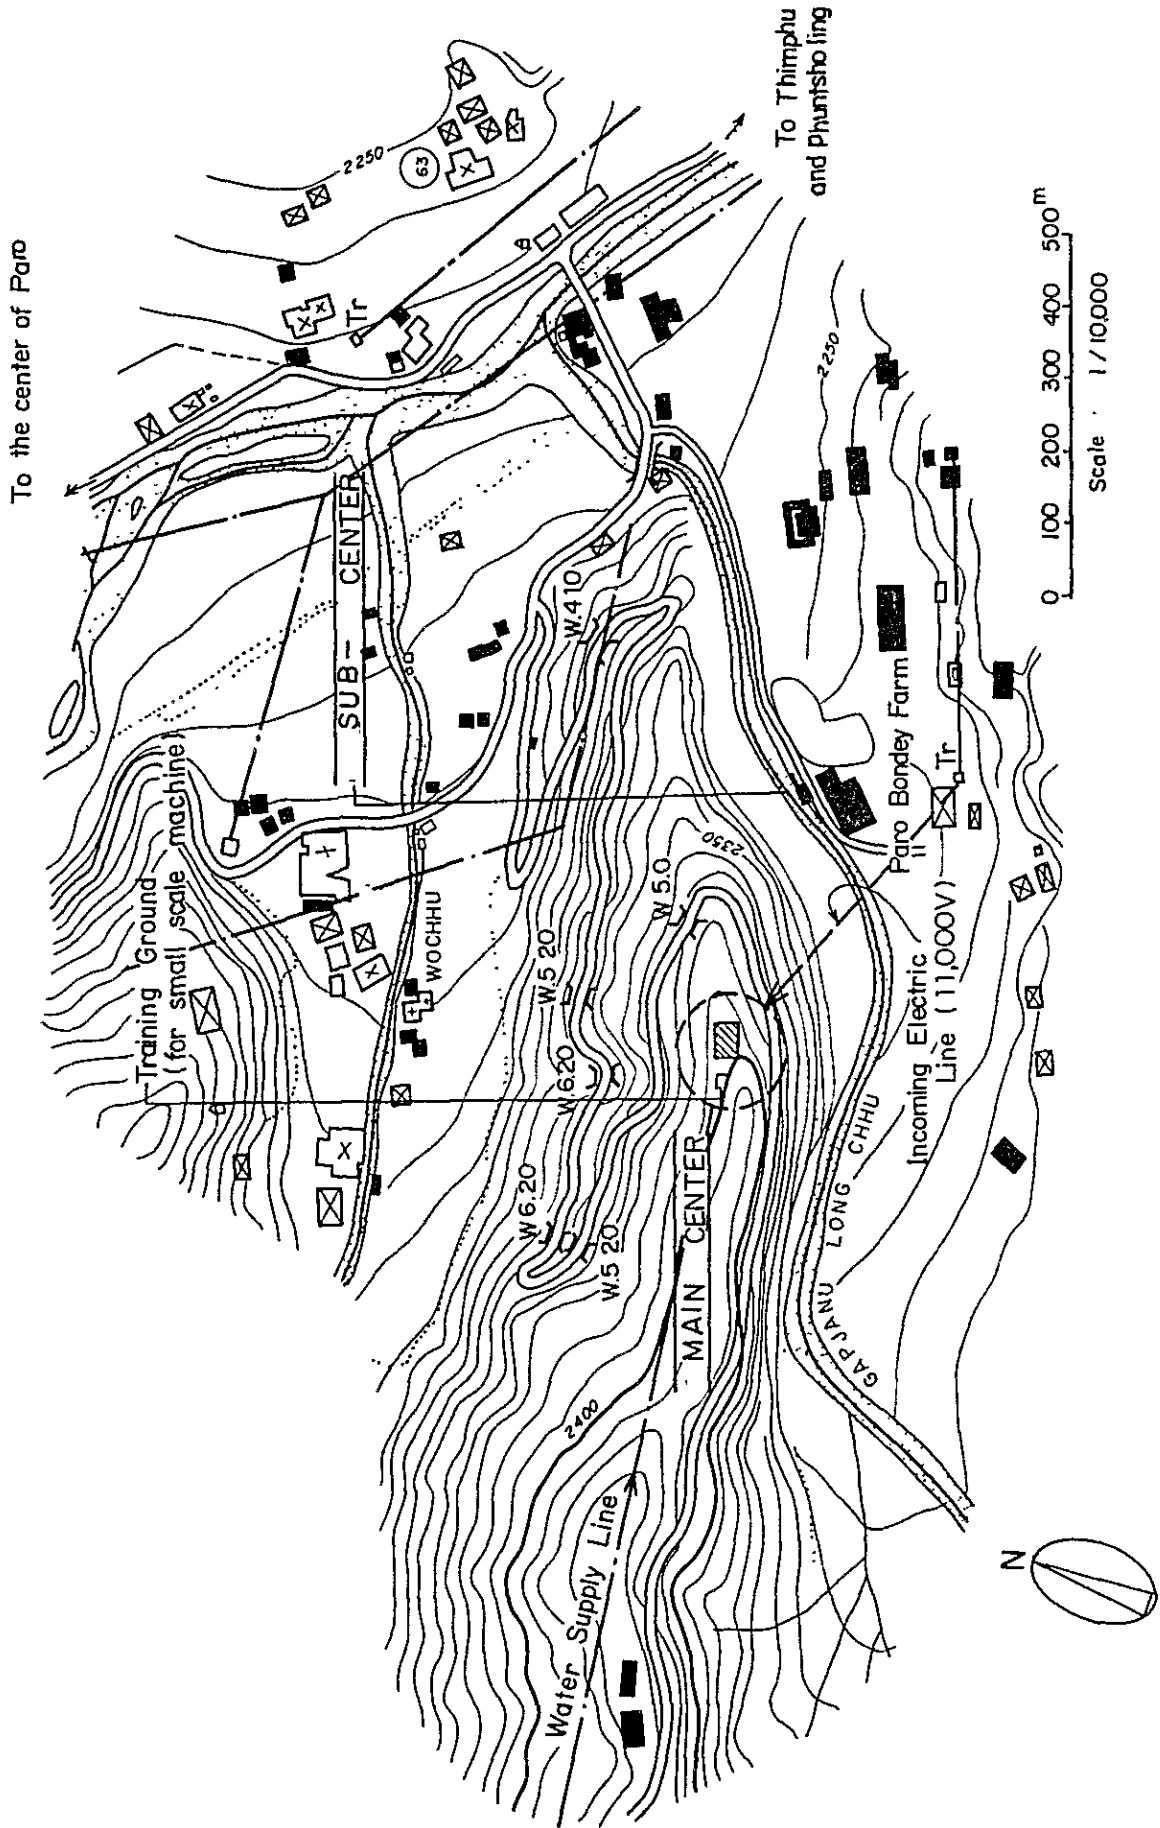 To the center of Paro
To Thimphu
and Phuntsholing
2250
63
Tr
SUB- CENTER
Training Ground
(for small scale machine)
W.4 10
WOCHHU
W.5 20
W 5.0
2350
W.6.20
W 6.20
W.5 20
MAIN CENTER
2400
Water Supply Line
GAPJANU LONG CHHU
Incoming Electric
Line (11,000V)
Paro Bondey Farm
Tr
2250
0 100 200 300 400 500m
Scale · 1/10,000
N